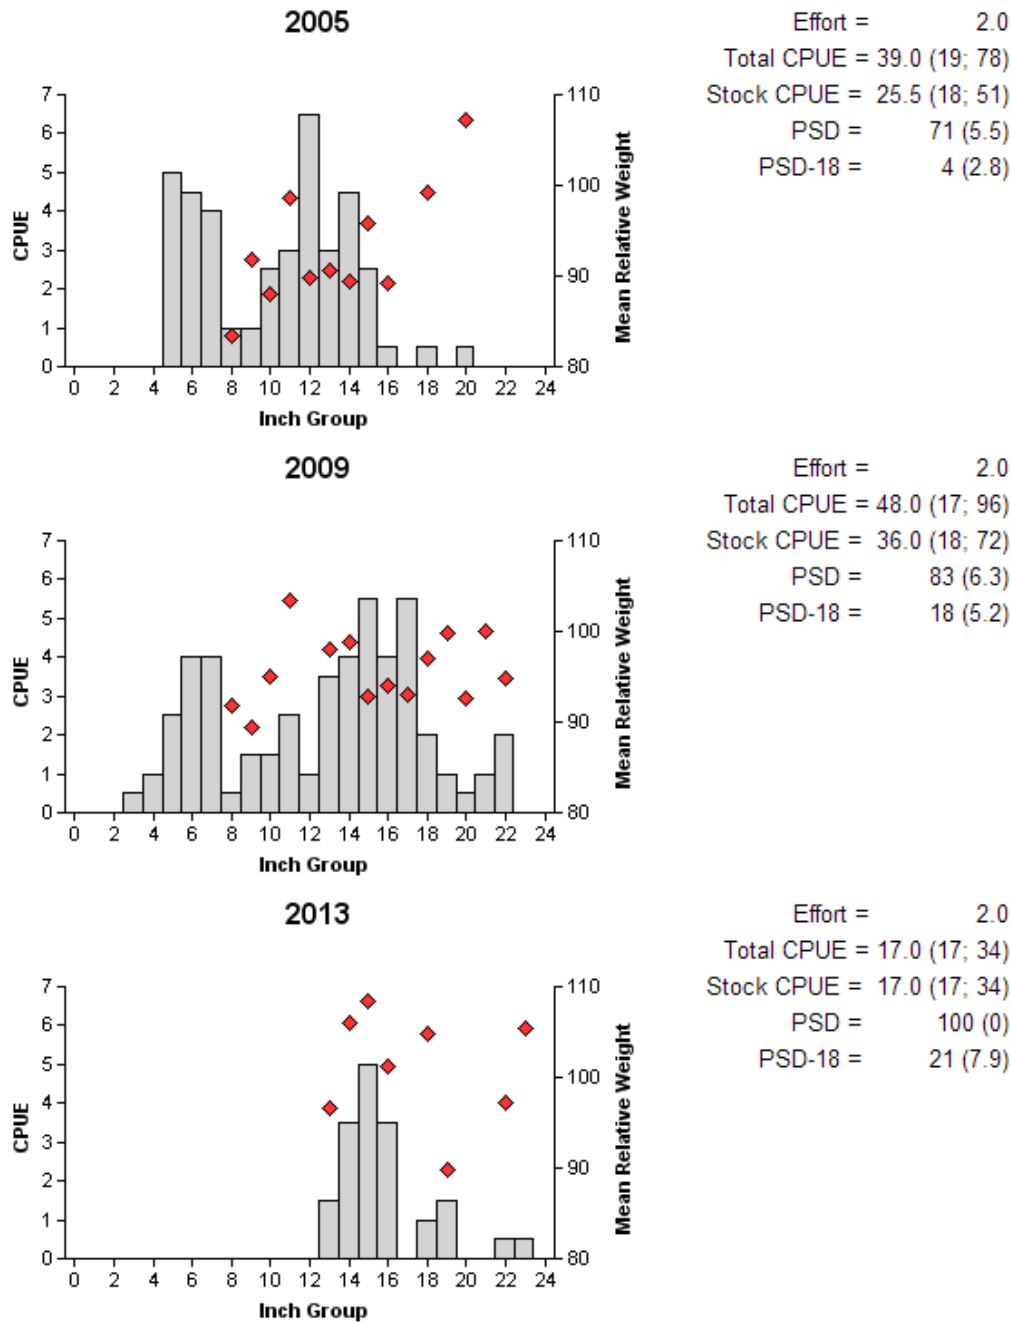 2005
Effort = 2.0
Total CPUE = 39.0 (19; 78)
Stock CPUE = 25.5 (18; 51)
PSD = 71 (5.5)
PSD-18 = 4 (2.8)
7
6
5
4
3
2
1
0
CPUE
110
100
90
80
Mean Relative Weight
0 2 4 6 8 10 12 14 16 18 20 22 24
Inch Group
2009
Effort = 2.0
Total CPUE = 48.0 (17; 96)
Stock CPUE = 36.0 (18; 72)
PSD = 83 (6.3)
PSD-18 = 18 (5.2)
7
6
5
4
3
2
1
0
CPUE
110
100
90
80
Mean Relative Weight
0 2 4 6 8 10 12 14 16 18 20 22 24
Inch Group
2013
Effort = 2.0
Total CPUE = 17.0 (17; 34)
Stock CPUE = 17.0 (17; 34)
PSD = 100 (0)
PSD-18 = 21 (7.9)
7
6
5
4
3
2
1
0
CPUE
110
100
90
80
Mean Relative Weight
0 2 4 6 8 10 12 14 16 18 20 22 24
Inch Group